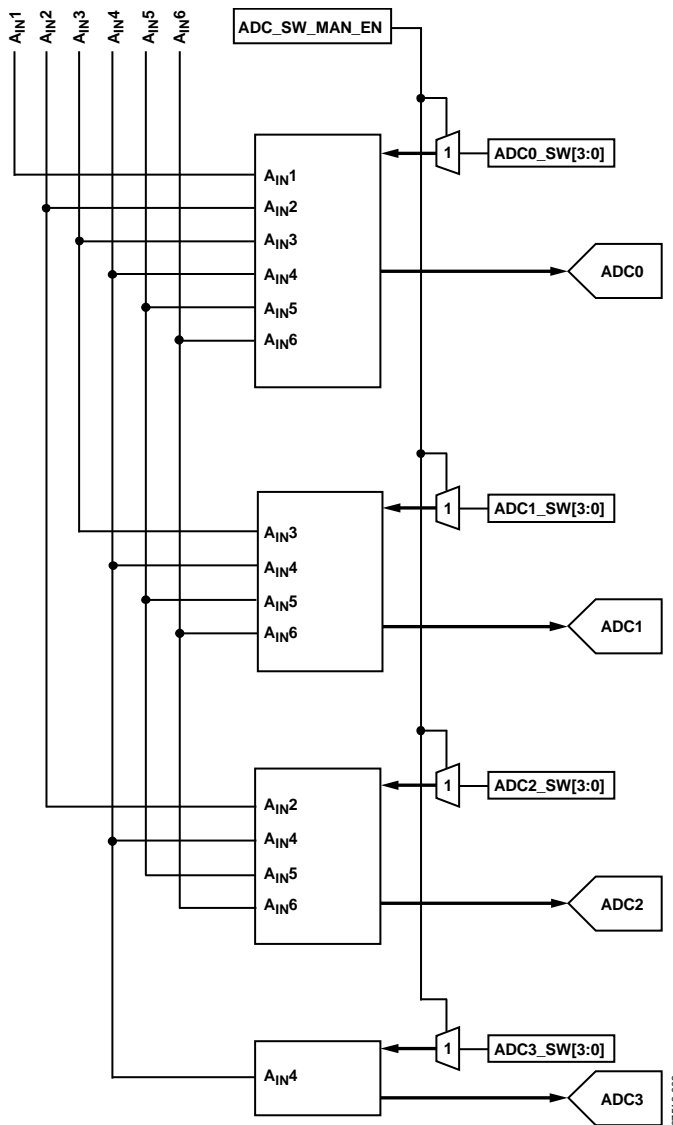 AIN1
AIN2
AIN3
AIN4
AIN5
AIN6
ADC_SW_MAN_EN
1
ADC0_SW[3:0]
AIN1
AIN2
AIN3
AIN4
AIN5
AIN6
ADC0
1
ADC1_SW[3:0]
AIN3
AIN4
AIN5
AIN6
ADC1
1
ADC2_SW[3:0]
AIN2
AIN4
AIN5
AIN6
ADC2
1
ADC3_SW[3:0]
AIN4
ADC3